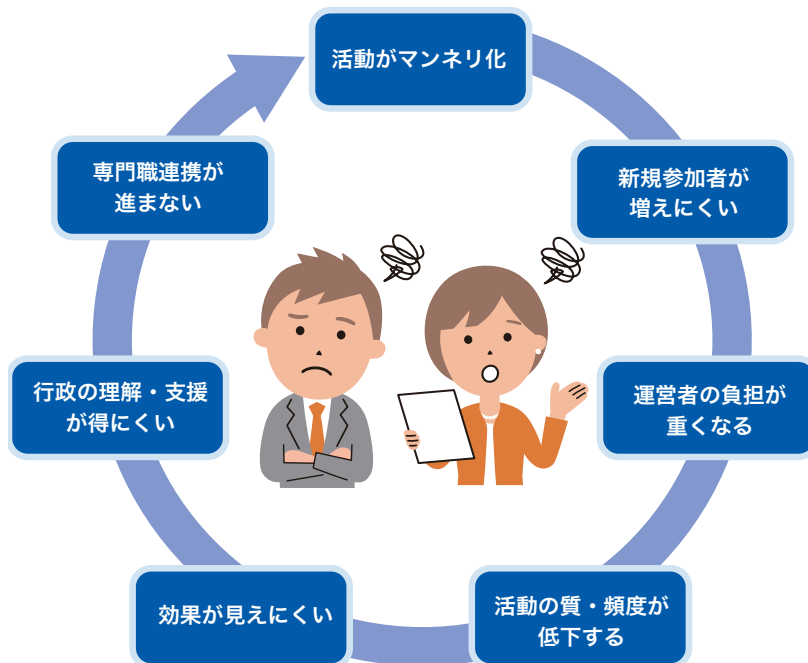 活動がマンネリ化
新規参加者が
増えにくい
運営者の負担が
重くなる
活動の質・頻度が
低下する
効果が見えにくい
行政の理解・支援
が得にくい
専門職連携が
進まない